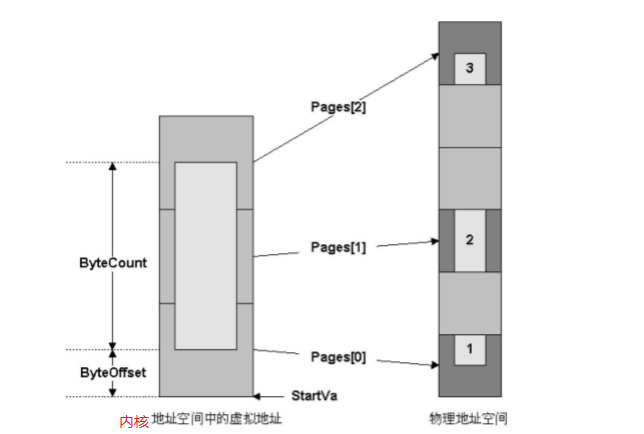 3
Pages[2]
2
Pages[1]
ByteCount
1
Pages[0]
ByteOffset
StartVa
内核 地址空间中的虚拟地址
物理地址空间